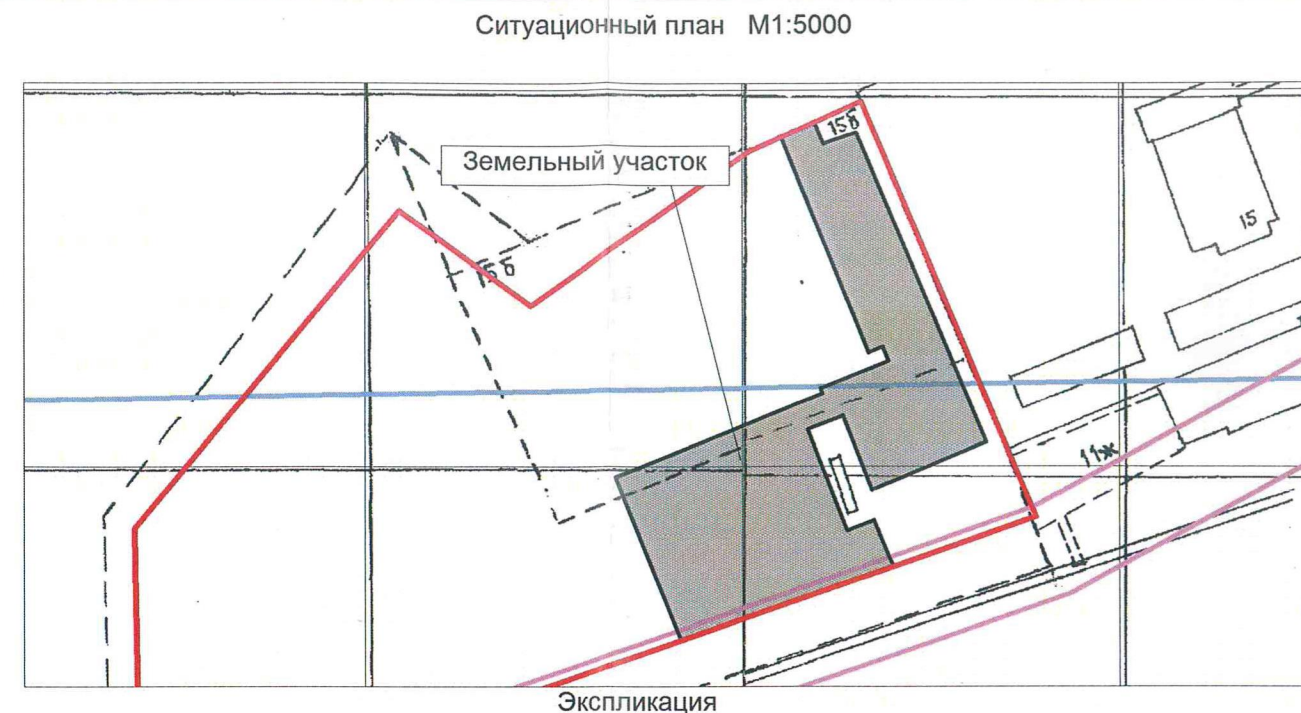 Ситуационный план М1:5000
15б
Земельный участок
15
15б
11ж
Экспликация